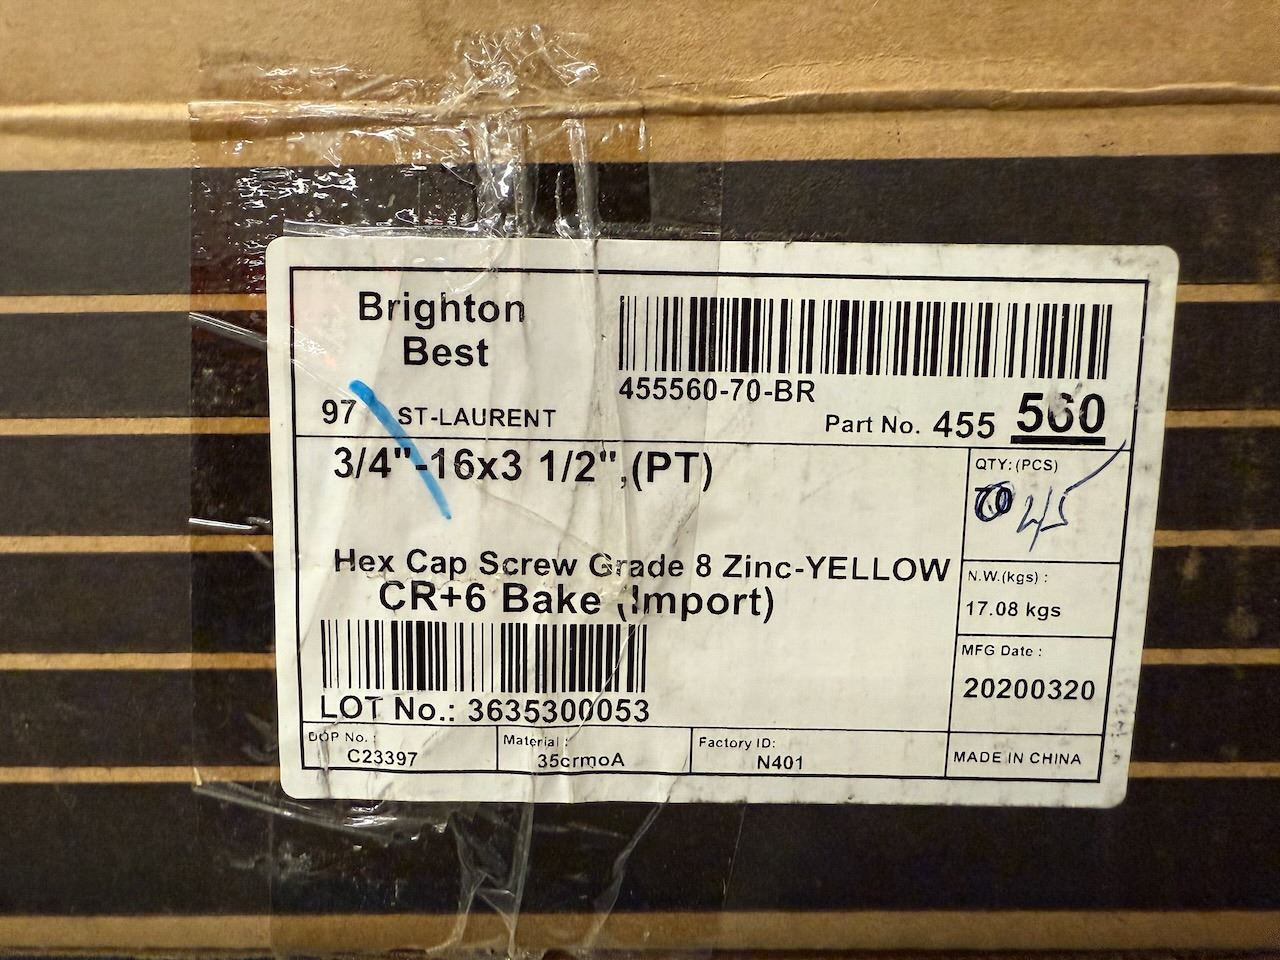 Brighton
Best
97 ST-LAURENT
455560-70-BR
Part No. 455 560
3/4"-16x3 1/2",(PT)
QTY:(PCS)
70 45
Hex Cap Screw Grade 8 Zinc-YELLOW
CR+6 Bake (Import)
N.W.(kgs) :
17.08 kgs
MFG Date :
20200320
LOT No.: 3635300053
DOP No. :
C23397
Material :
35crmoA
Factory ID:
N401
MADE IN CHINA